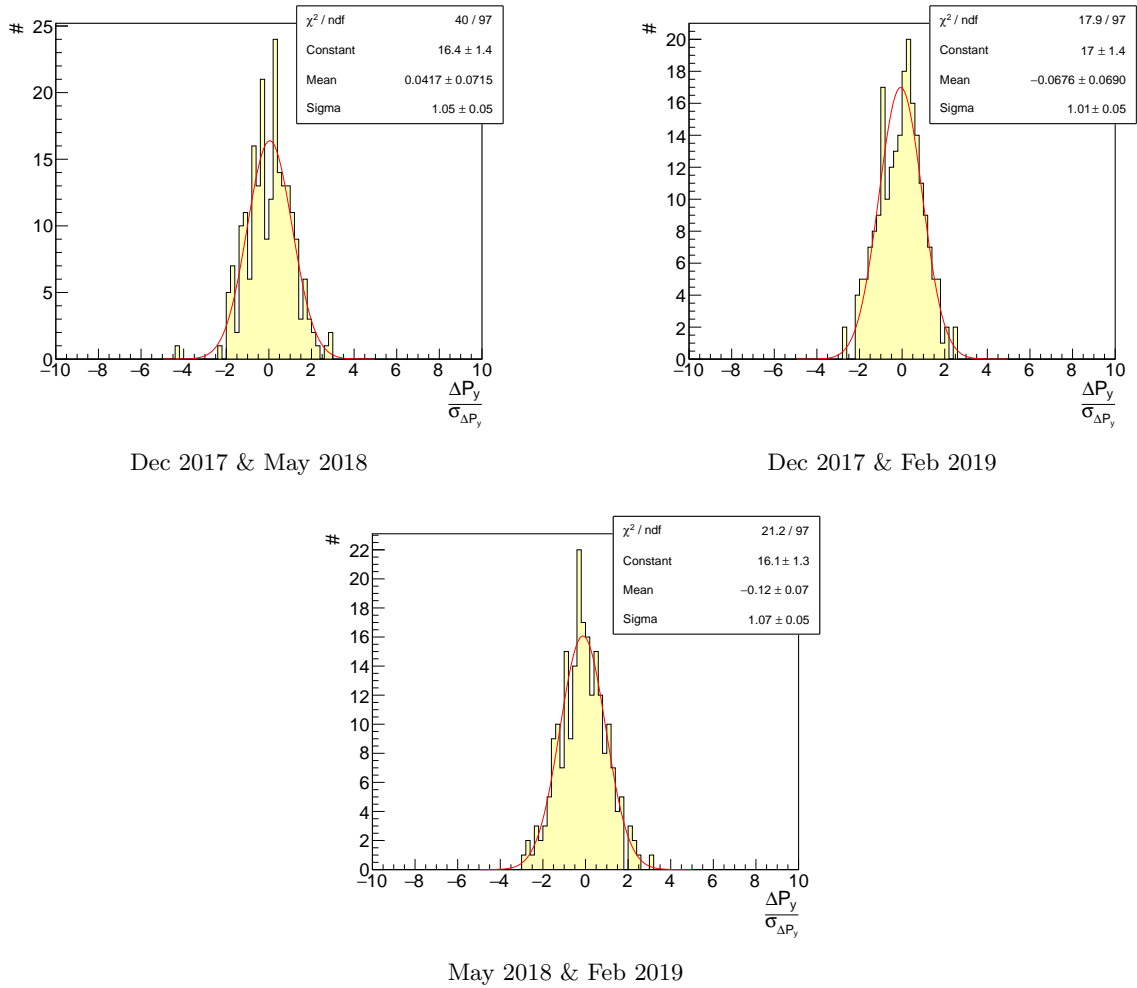 #
χ² / ndf 40 / 97
Constant 16.4 ± 1.4
Mean 0.0417 ± 0.0715
Sigma 1.05 ± 0.05
25
20
15
10
5
0
−10 −8 −6 −4 −2 0 2 4 6 8 10
ΔP_y
σ_ΔP_y
Dec 2017 & May 2018
#
χ² / ndf 17.9 / 97
Constant 17 ± 1.4
Mean −0.0676 ± 0.0690
Sigma 1.01 ± 0.05
20
18
16
14
12
10
8
6
4
2
0
−10 −8 −6 −4 −2 0 2 4 6 8 10
ΔP_y
σ_ΔP_y
Dec 2017 & Feb 2019
#
χ² / ndf 21.2 / 97
Constant 16.1 ± 1.3
Mean −0.12 ± 0.07
Sigma 1.07 ± 0.05
22
20
18
16
14
12
10
8
6
4
2
0
−10 −8 −6 −4 −2 0 2 4 6 8 10
ΔP_y
σ_ΔP_y
May 2018 & Feb 2019